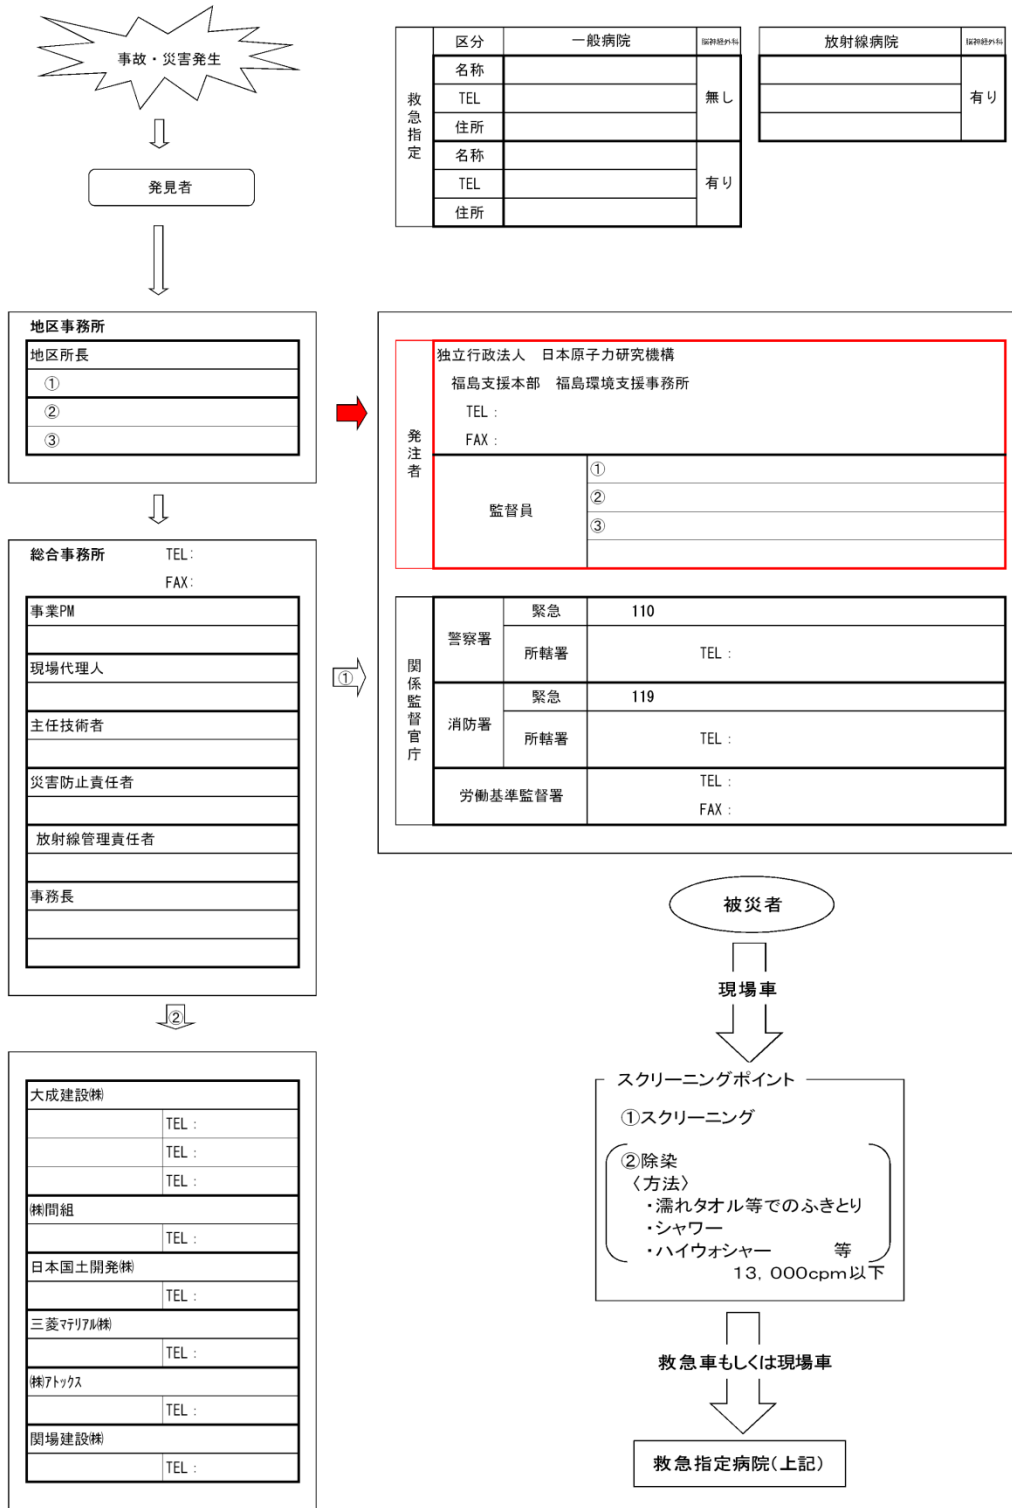 事故・災害発生
発見者
救急指定
区分 一般病院 脳神経外科
名称
TEL 無し
住所
名称
TEL 有り
住所
放射線病院 脳神経外科
有り
地区事務所
地区所長
①
②
③
総合事務所 TEL：
FAX：
事業PM
現場代理人
主任技術者
災害防止責任者
放射線管理責任者
事務長
①
②
大成建設㈱
TEL：
TEL：
TEL：
㈱間組
TEL：
日本国土開発㈱
TEL：
三菱ﾏﾃﾘｱﾙ㈱
TEL：
㈱ｱﾄｯｸｽ
TEL：
関場建設㈱
TEL：
発注者
独立行政法人　日本原子力研究機構
福島支援本部　福島環境支援事務所
TEL：
FAX：
監督員
①
②
③
関係監督官庁
警察署 緊急 110
所轄署 TEL：
消防署 緊急 119
所轄署 TEL：
労働基準監督署 TEL：
FAX：
被災者
現場車
スクリーニングポイント
①スクリーニング
②除染
〈方法〉
・濡れタオル等でのふきとり
・シャワー
・ハイウォシャー　　等
13，000cpm以下
救急車もしくは現場車
救急指定病院（上記）